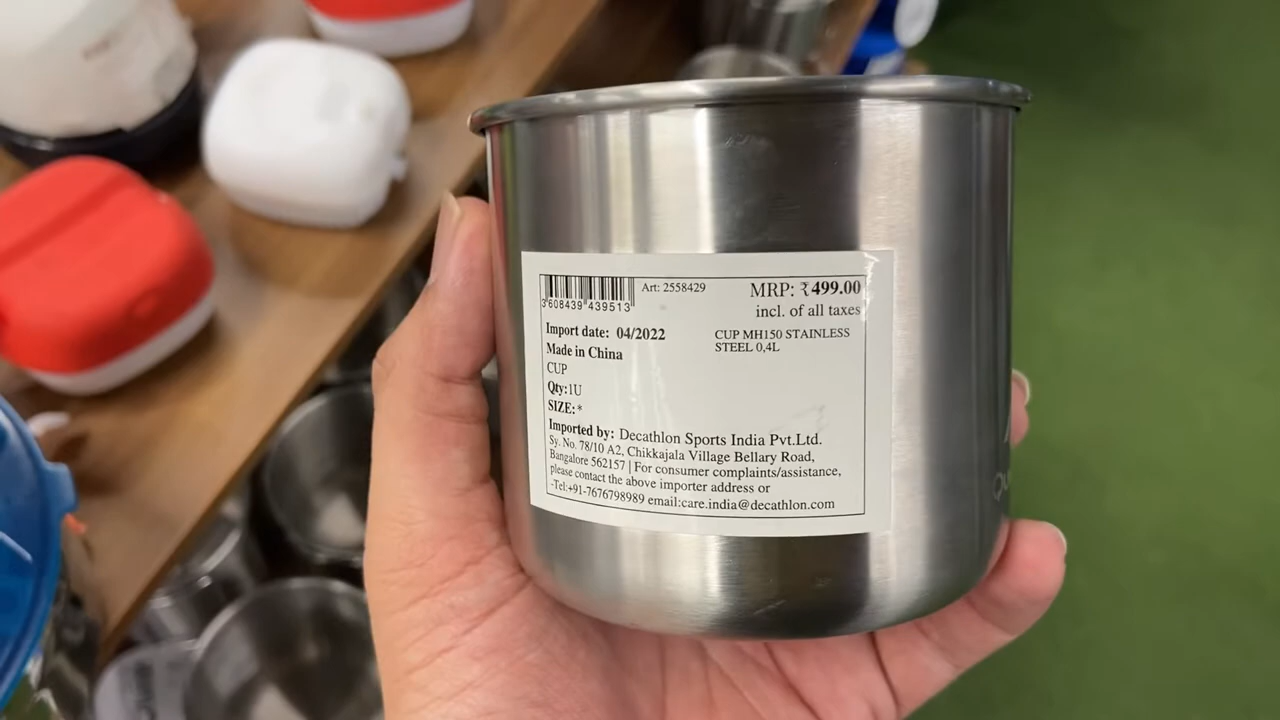 3 608439 439513
Art: 2558429
MRP: ₹499.00
incl. of all taxes
Import date: 04/2022
CUP MH150 STAINLESS
STEEL 0,4L
Made in China
CUP
Qty:1U
SIZE:*
Imported by: Decathlon Sports India Pvt.Ltd.
Sy. No. 78/10 A2, Chikkajala Village Bellary Road,
Bangalore 562157 | For consumer complaints/assistance,
please contact the above importer address or
-Tel:+91-7676798989 email:care.india@decathlon.com